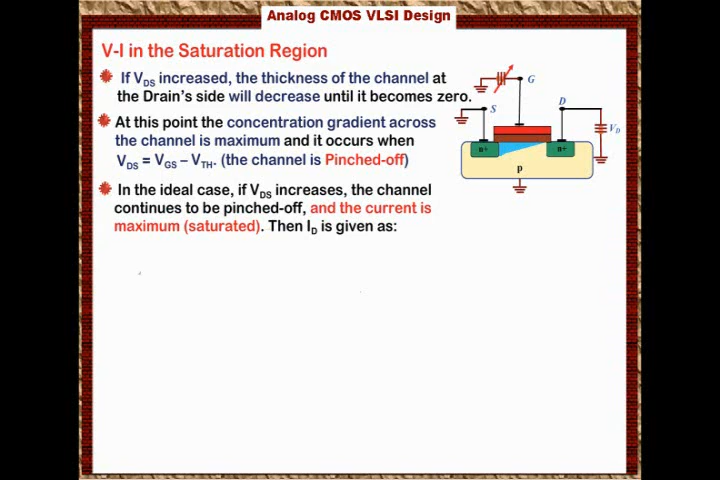 Analog CMOS VLSI Design
V-I in the Saturation Region
If VDS increased, the thickness of the channel at
the Drain's side will decrease until it becomes zero.
At this point the concentration gradient across
the channel is maximum and it occurs when
VDS = VGS – VTH. (the channel is Pinched-off)
In the ideal case, if VDS increases, the channel
continues to be pinched-off, and the current is
maximum (saturated). Then ID is given as:
G
S
D
VD
n+
n+
p